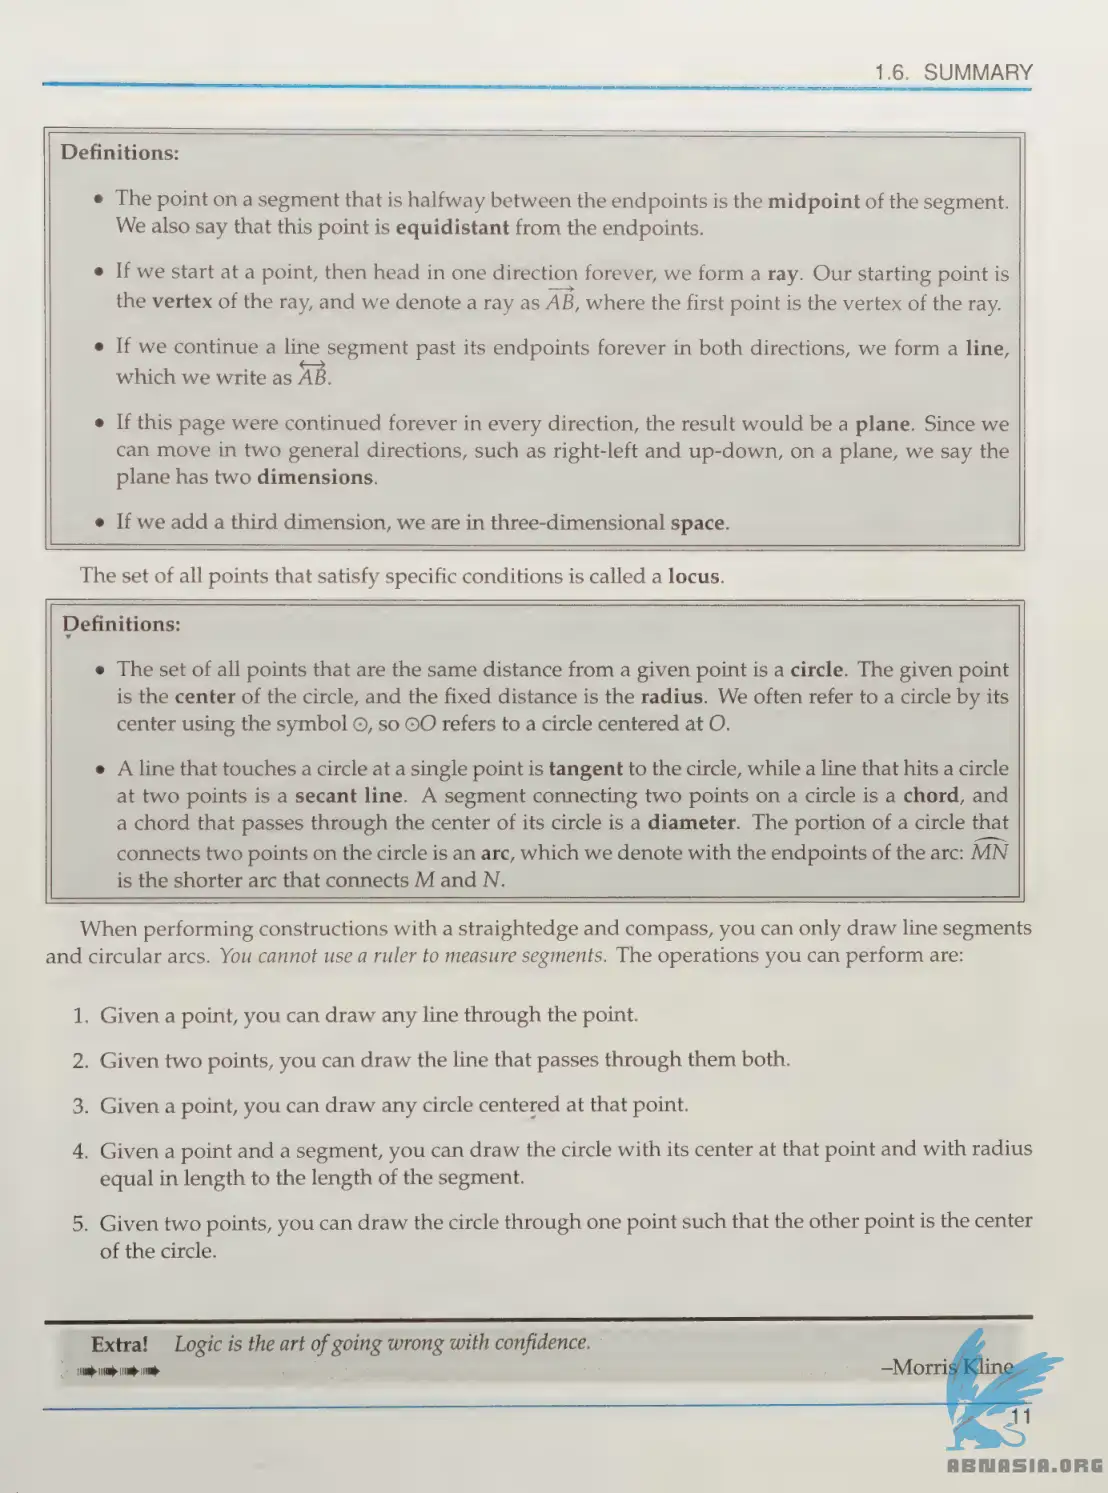 1.6. SUMMARY
Definitions:
• The point on a segment that is halfway between the endpoints is the midpoint of the segment.
We also say that this point is equidistant from the endpoints.
• If we start at a point, then head in one direction forever, we form a ray. Our starting point is
the vertex of the ray, and we denote a ray as \overrightarrow{AB}, where the first point is the vertex of the ray.
• If we continue a line segment past its endpoints forever in both directions, we form a line,
which we write as \overleftrightarrow{AB}.
• If this page were continued forever in every direction, the result would be a plane. Since we
can move in two general directions, such as right-left and up-down, on a plane, we say the
plane has two dimensions.
• If we add a third dimension, we are in three-dimensional space.
The set of all points that satisfy specific conditions is called a locus.
Definitions:
• The set of all points that are the same distance from a given point is a circle. The given point
is the center of the circle, and the fixed distance is the radius. We often refer to a circle by its
center using the symbol ⊙, so ⊙O refers to a circle centered at O.
• A line that touches a circle at a single point is tangent to the circle, while a line that hits a circle
at two points is a secant line. A segment connecting two points on a circle is a chord, and
a chord that passes through the center of its circle is a diameter. The portion of a circle that
connects two points on the circle is an arc, which we denote with the endpoints of the arc: \overset{\frown}{MN}
is the shorter arc that connects M and N.
When performing constructions with a straightedge and compass, you can only draw line segments
and circular arcs. You cannot use a ruler to measure segments. The operations you can perform are:
1. Given a point, you can draw any line through the point.
2. Given two points, you can draw the line that passes through them both.
3. Given a point, you can draw any circle centered at that point.
4. Given a point and a segment, you can draw the circle with its center at that point and with radius
equal in length to the length of the segment.
5. Given two points, you can draw the circle through one point such that the other point is the center
of the circle.
Extra! Logic is the art of going wrong with confidence.
–Morris Kline
11
ABNASIA.ORG